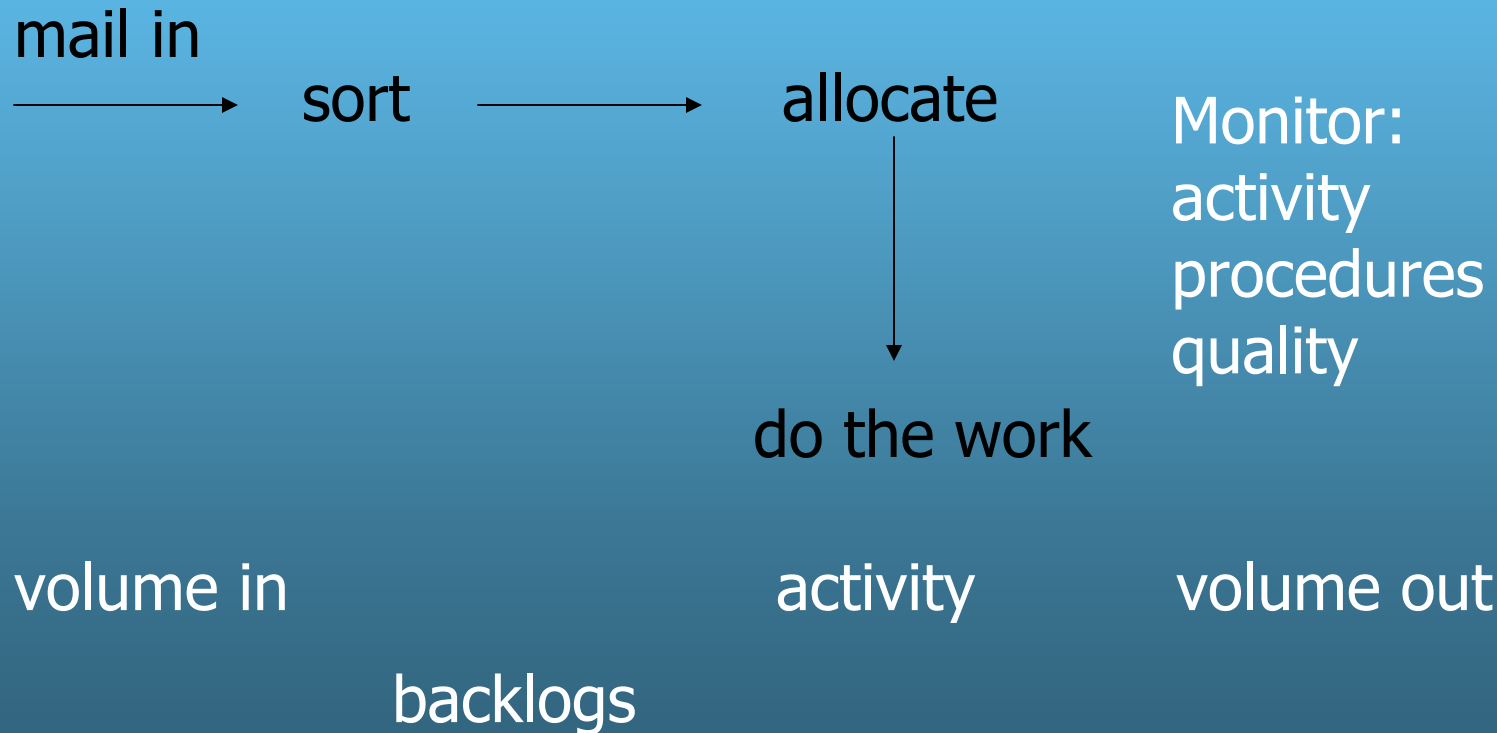 mail in
sort
allocate
Monitor:
activity
procedures
quality
do the work
volume in
activity
volume out
backlogs